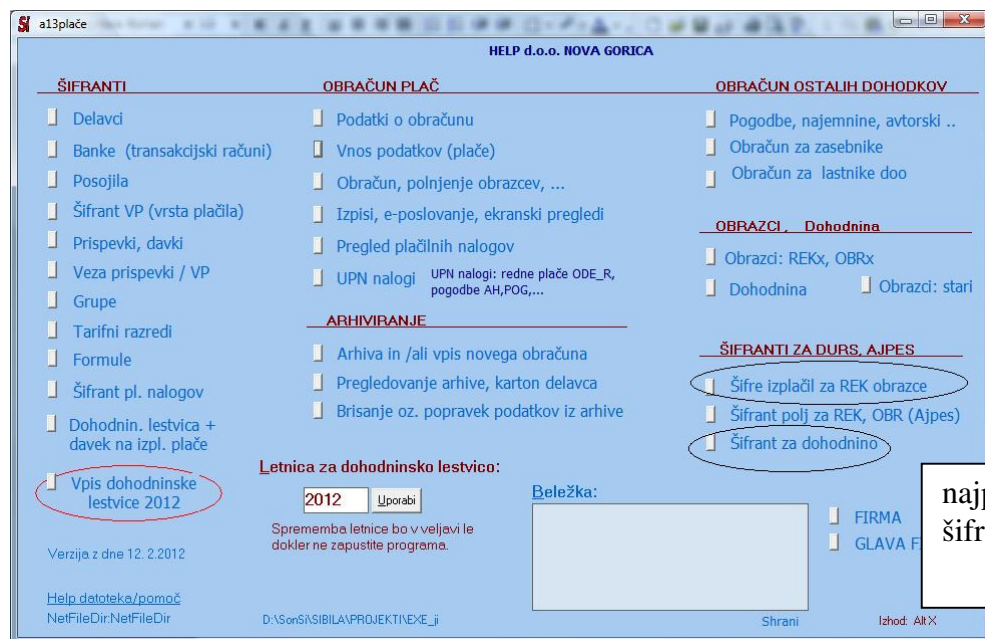 a13plače
HELP d.o.o. NOVA GORICA
ŠIFRANTI
Delavci
Banke (transakcijski računi)
Posojila
Šifrant VP (vrsta plačila)
Prispevki, davki
Veza prispevki / VP
Grupe
Tarifni razredi
Formule
Šifrant pl. nalogov
Dohodnin. lestvica +
davek na izpl. plače
Vpis dohodninske
lestvice 2012
Verzija z dne 12. 2.2012
Help datoteka/pomoč
NetFileDir:NetFileDir
OBRAČUN PLAČ
Podatki o obračunu
Vnos podatkov (plače)
Obračun, polnjenje obrazcev, ...
Izpisi, e-poslovanje, ekranski pregledi
Pregled plačilnih nalogov
UPN nalogi
UPN nalogi: redne plače ODE_R,
pogodbe AH,POG,...
ARHIVIRANJE
Arhiva in /ali vpis novega obračuna
Pregledovanje arhive, karton delavca
Brisanje oz. popravek podatkov iz arhive
Letnica za dohodninsko lestvico:
2012 Uporabi
Sprememba letnice bo v veljavi le
dokler ne zapustite programa.
D:\SonSi\SIBILA\PROJEKTI\EXE_ji
Beležka:
Shrani
OBRAČUN OSTALIH DOHODKOV
Pogodbe, najemnine, avtorski ..
Obračun za zasebnike
Obračun za lastnike doo
OBRAZCI, Dohodnina
Obrazci: REKx, OBRx
Dohodnina
Obrazci: stari
ŠIFRANTI ZA DURS, AJPES
Šifre izplačil za REK obrazce
Šifrant polj za REK, OBR (Ajpes)
Šifrant za dohodnino
FIRMA
GLAVA
Izhod: Alt X